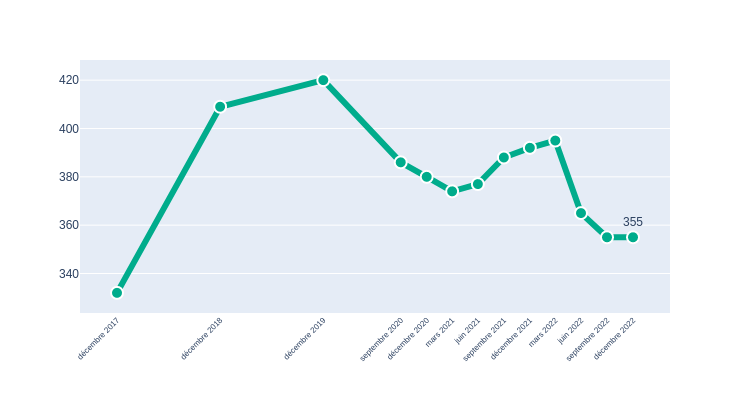 420
400
380
360
340
355
décembre 2017
décembre 2018
décembre 2019
septembre 2020
décembre 2020
mars 2021
juin 2021
septembre 2021
décembre 2021
mars 2022
juin 2022
septembre 2022
décembre 2022